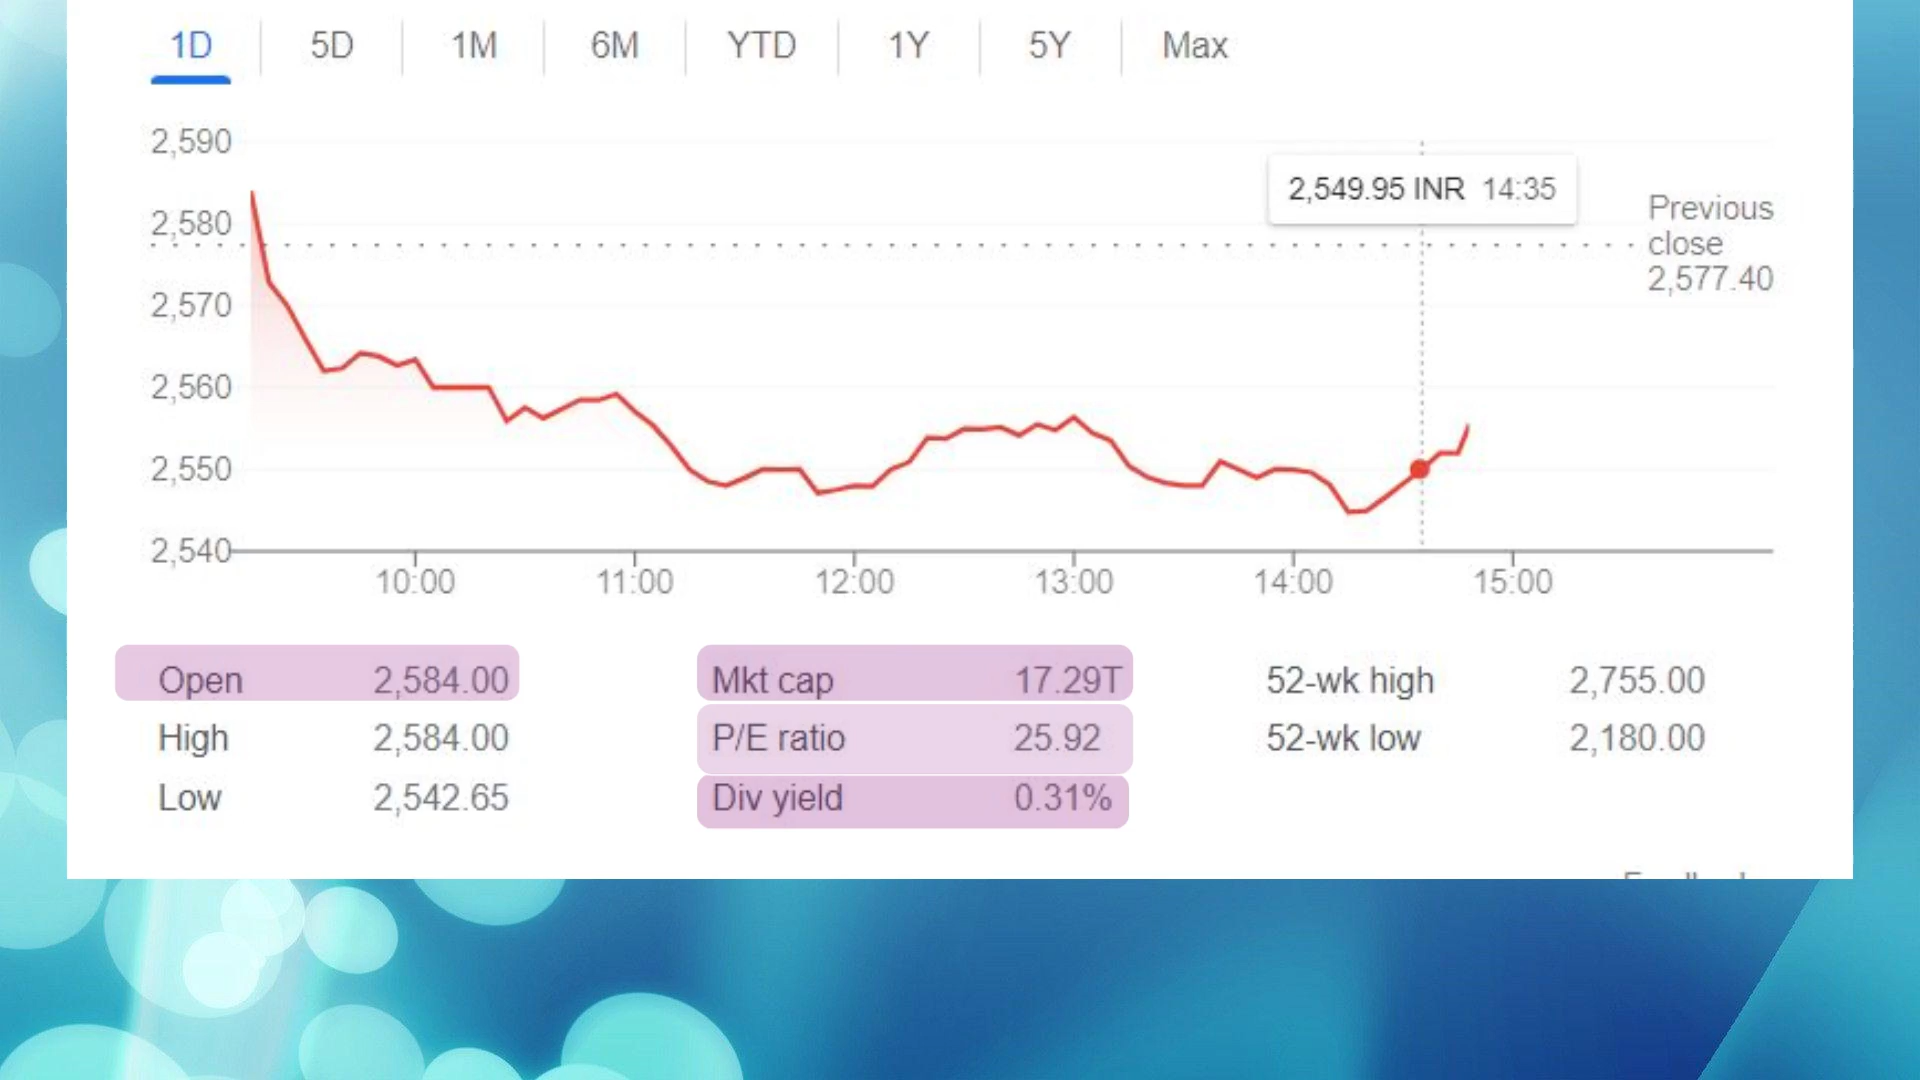 1D 5D 1M 6M YTD 1Y 5Y Max
2,590
2,549.95 INR 14:35
Previous
close
2,577.40
2,580
2,570
2,560
2,550
2,540
10:00 11:00 12:00 13:00 14:00 15:00
Open 2,584.00 Mkt cap 17.29T 52-wk high 2,755.00
High 2,584.00 P/E ratio 25.92 52-wk low 2,180.00
Low 2,542.65 Div yield 0.31%